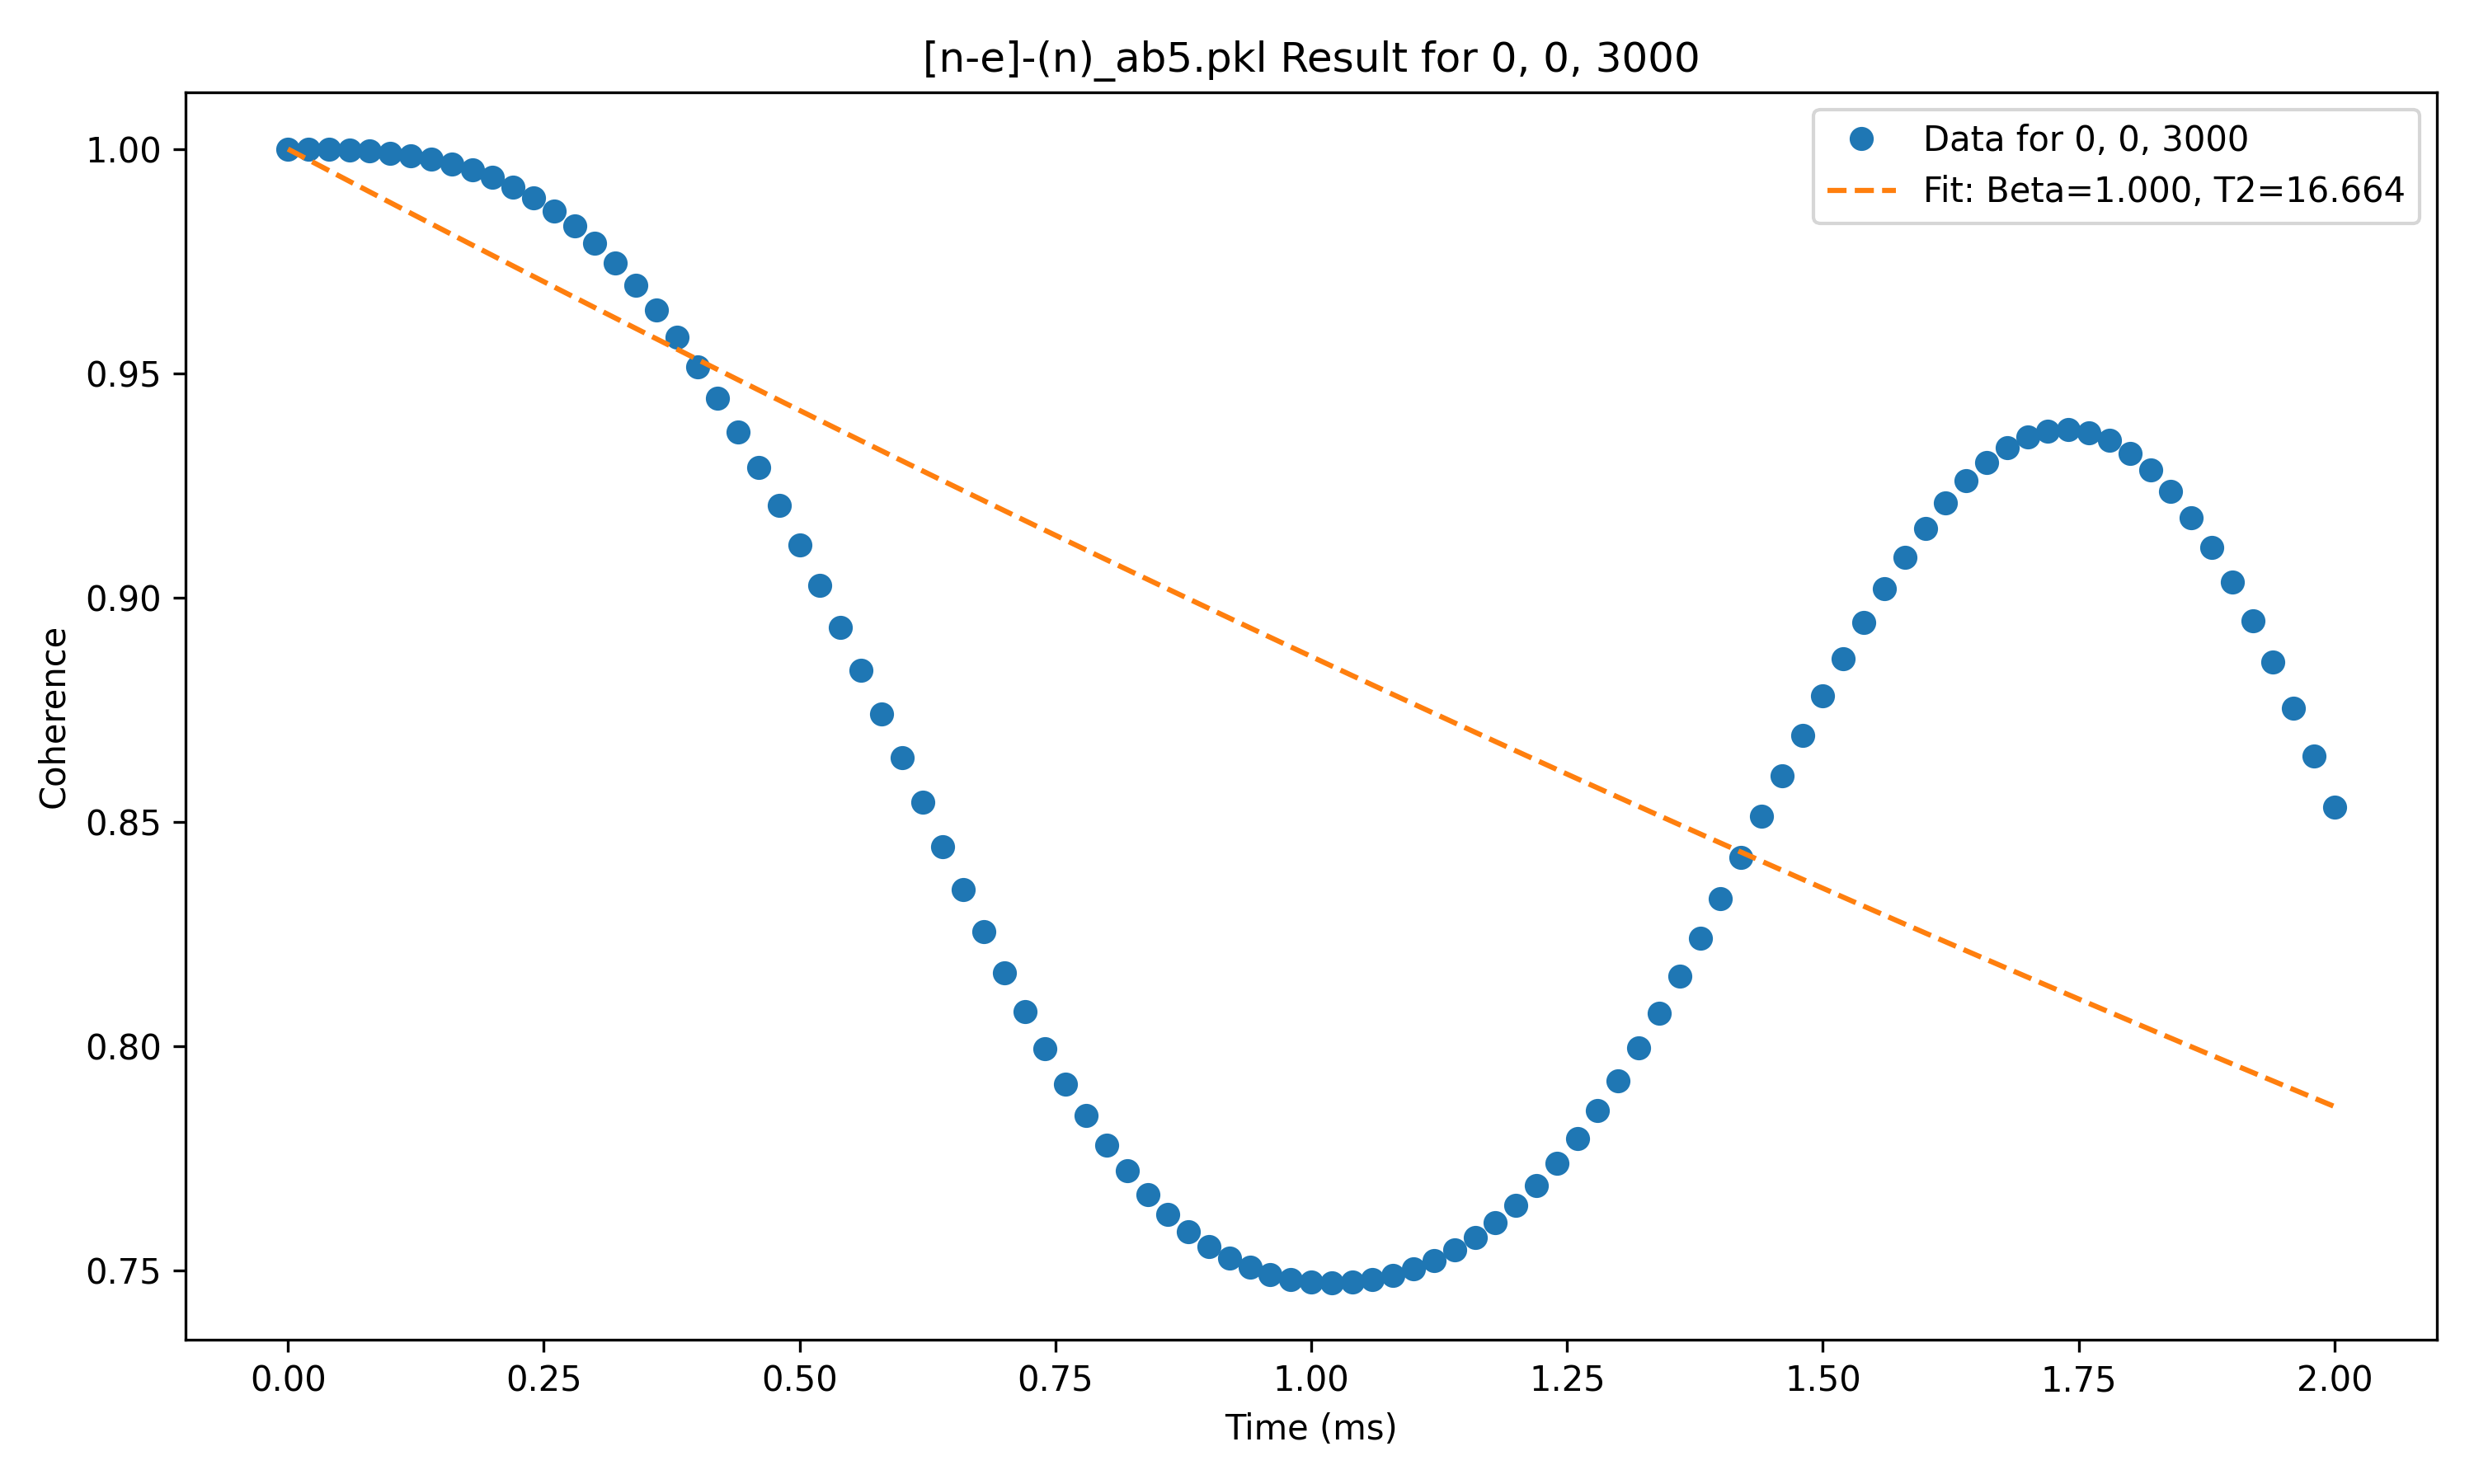 [n-e]-(n)_ab5.pkl Result for 0, 0, 3000
Data for 0, 0, 3000
Fit: Beta=1.000, T2=16.664
Coherence
1.00
0.95
0.90
0.85
0.80
0.75
0.00 0.25 0.50 0.75 1.00 1.25 1.50 1.75 2.00
Time (ms)